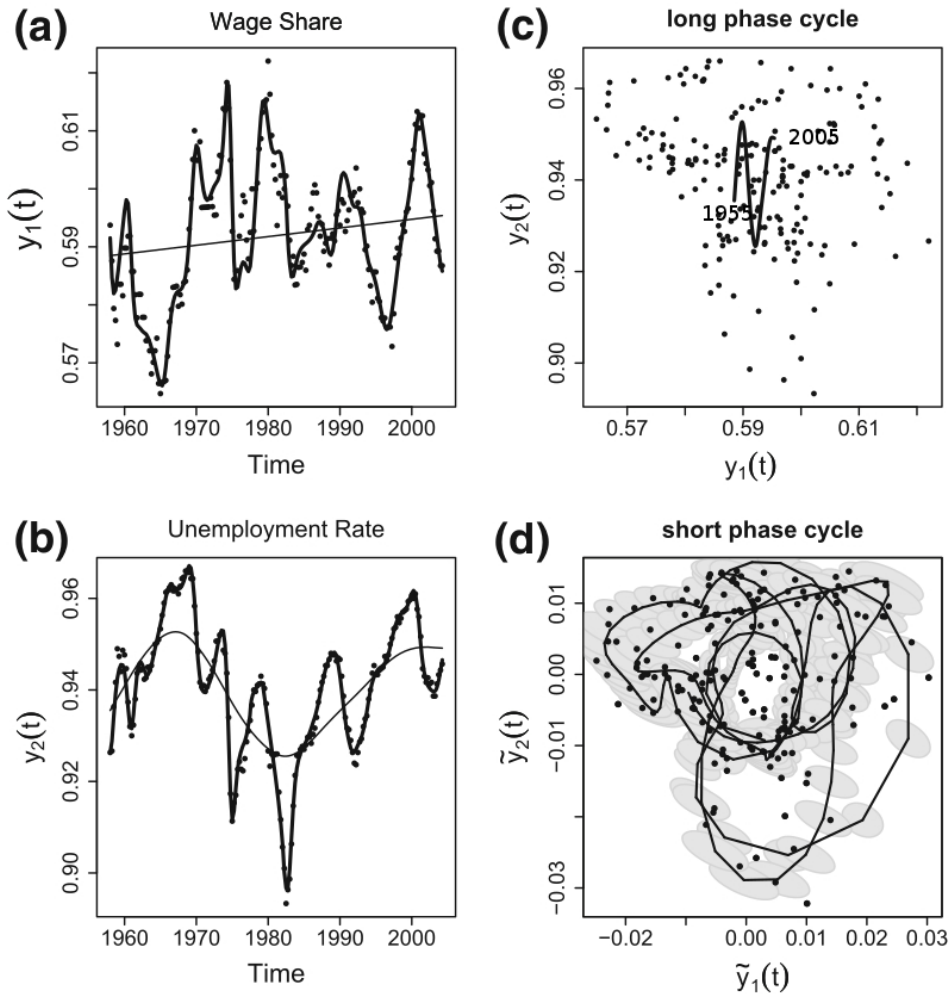 (a)
Wage Share
0.61
0.59
0.57
y₁(t)
1960 1970 1980 1990 2000
Time
(c)
long phase cycle
0.96
0.94
0.92
0.90
y₂(t)
2005
1955
0.57 0.59 0.61
y₁(t)
(b)
Unemployment Rate
0.96
0.94
0.92
0.90
y₂(t)
1960 1970 1980 1990 2000
Time
(d)
short phase cycle
0.01
0.00
−0.01
−0.03
ỹ₂(t)
−0.02 0.00 0.01 0.02 0.03
ỹ₁(t)